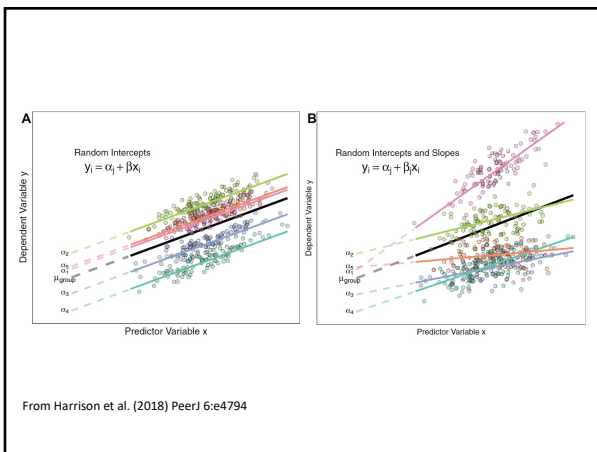 A
Random Intercepts
yᵢ = αⱼ + βxᵢ
Dependent Variable y
α₂
α₅
α₁
μgroup
α₃
α₄
Predictor Variable x
B
Random Intercepts and Slopes
yᵢ = αⱼ + βⱼxᵢ
Dependent Variable y
α₂
α₅
α₁
μgroup
α₃
α₄
Predictor Variable x
From Harrison et al. (2018) PeerJ 6:e4794